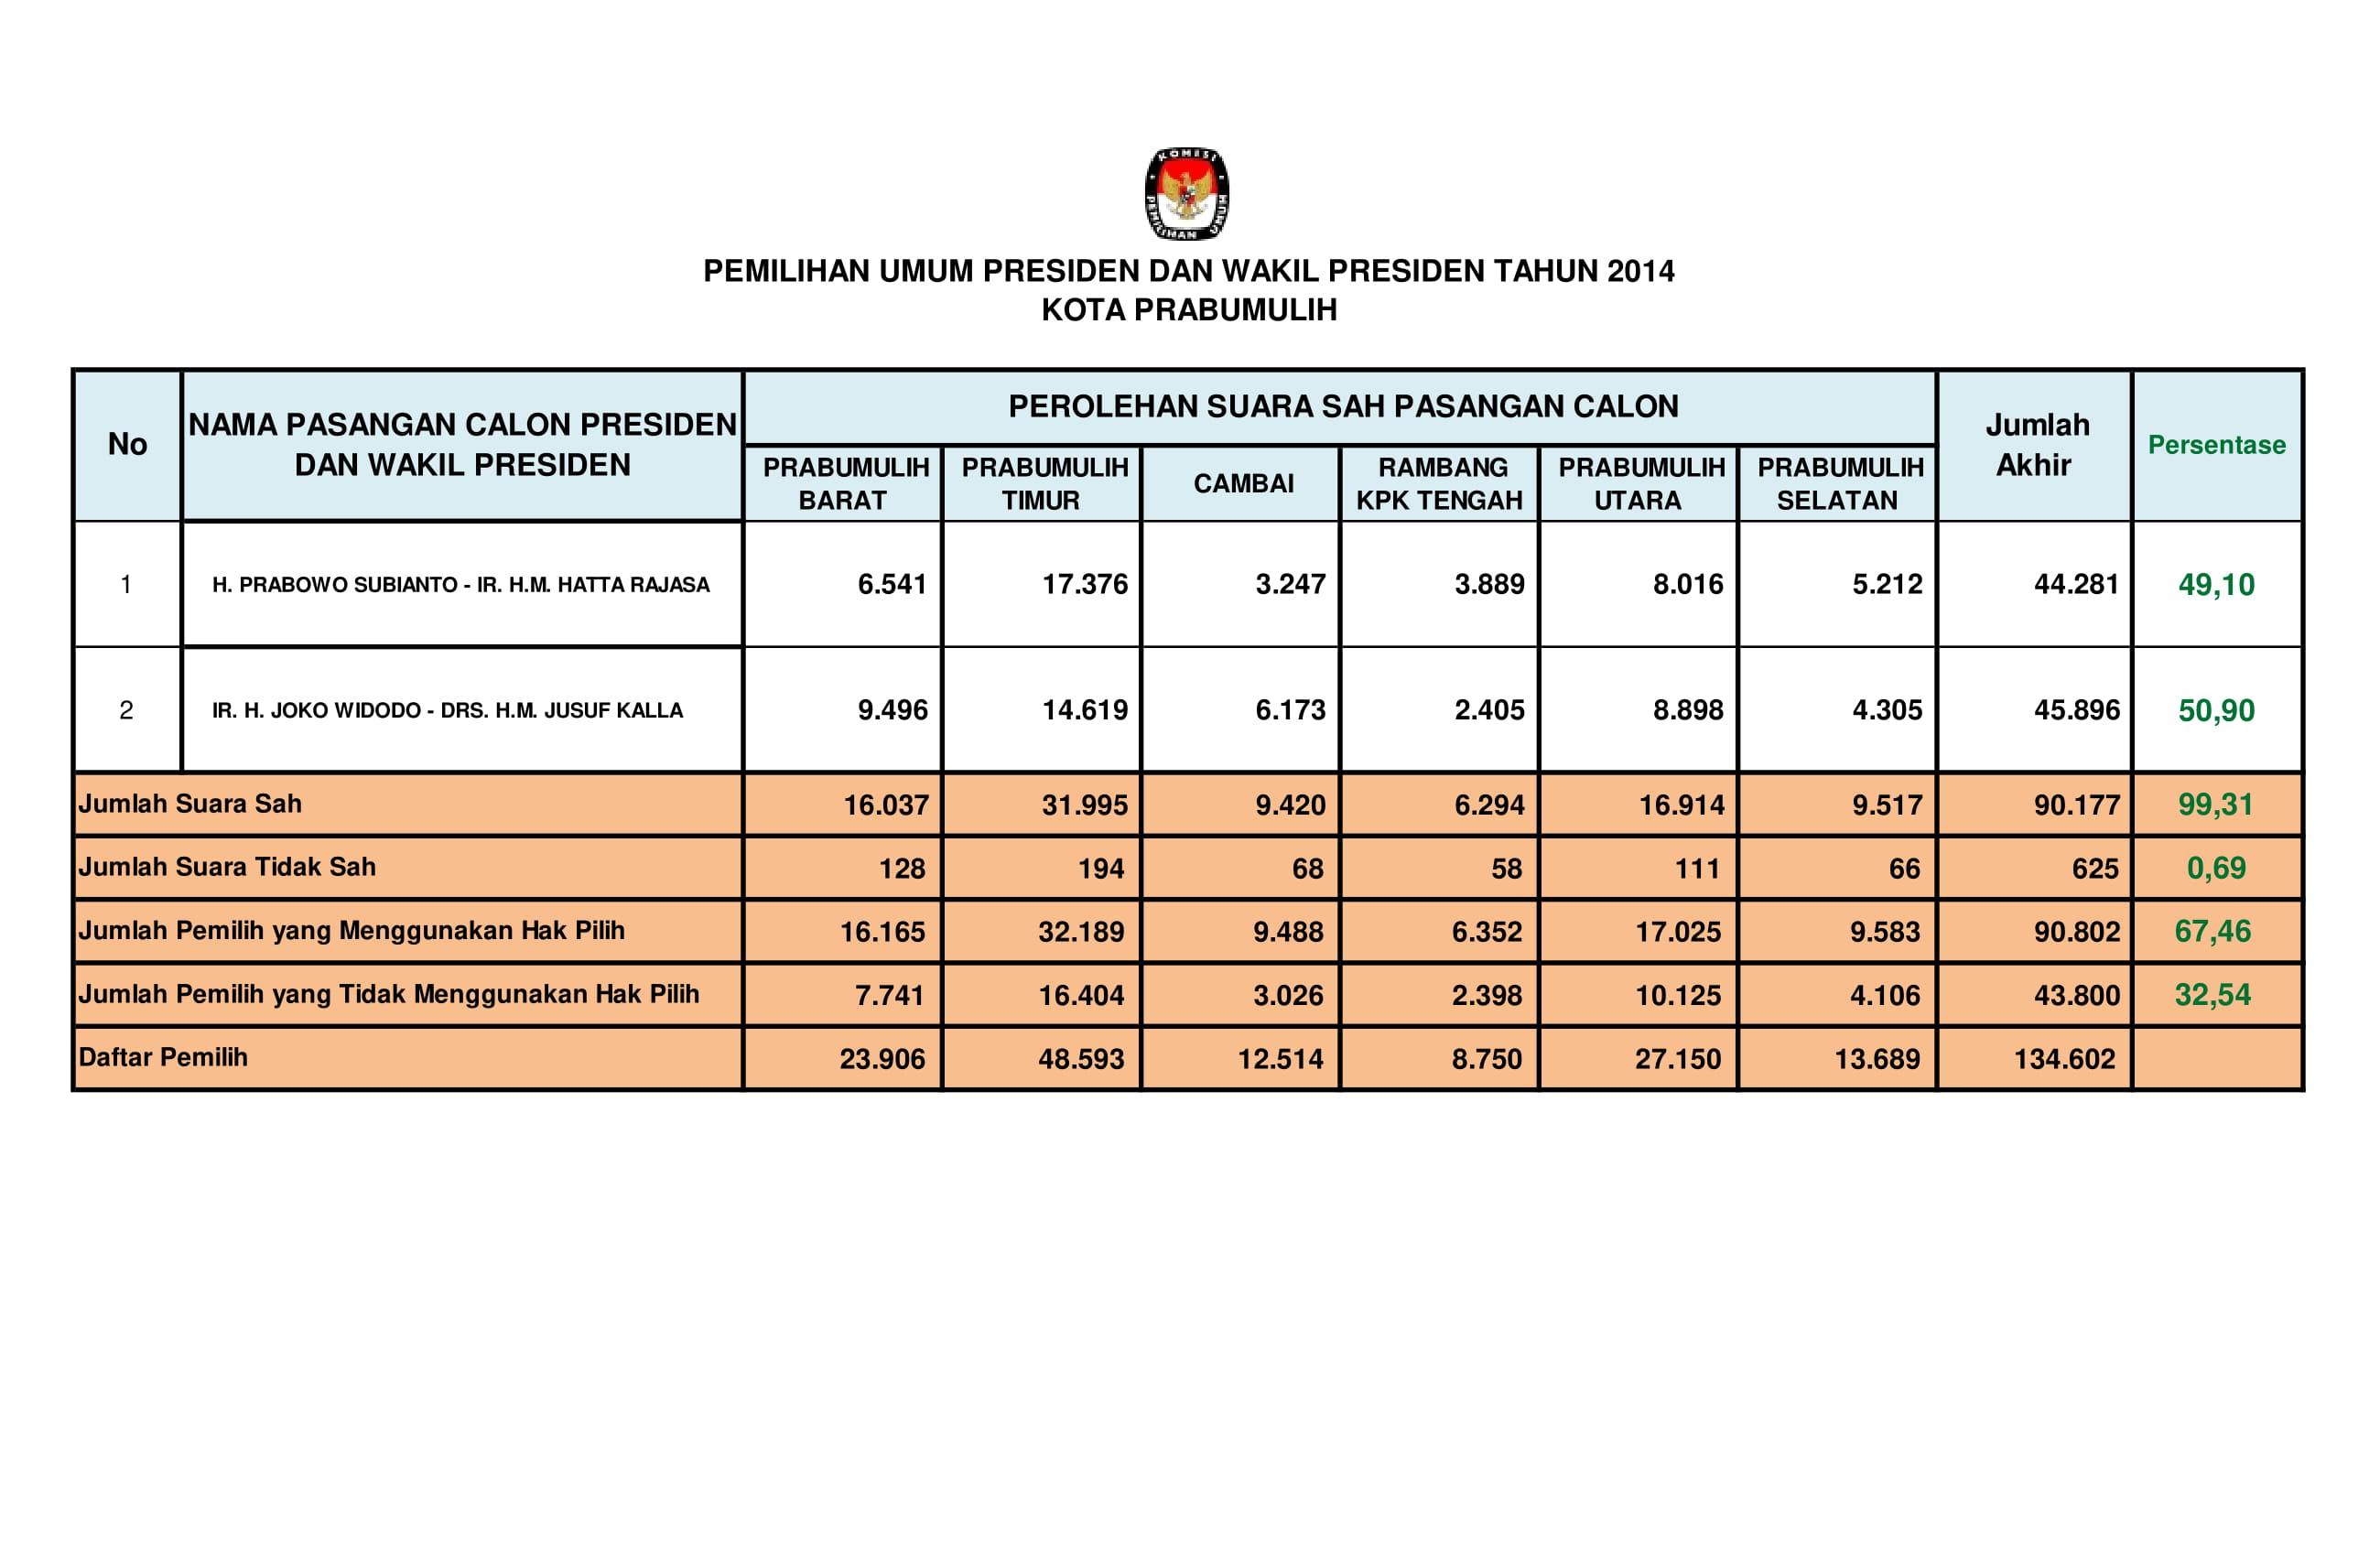 KOMISI
PEMILIHAN UMUM
PEMILIHAN UMUM PRESIDEN DAN WAKIL PRESIDEN TAHUN 2014
KOTA PRABUMULIH
No
NAMA PASANGAN CALON PRESIDEN
DAN WAKIL PRESIDEN
PEROLEHAN SUARA SAH PASANGAN CALON
Jumlah
Akhir
Persentase
PRABUMULIH
BARAT
PRABUMULIH
TIMUR
CAMBAI
RAMBANG
KPK TENGAH
PRABUMULIH
UTARA
PRABUMULIH
SELATAN
1 H. PRABOWO SUBIANTO - IR. H.M. HATTA RAJASA 6.541 17.376 3.247 3.889 8.016 5.212 44.281 49,10
2 IR. H. JOKO WIDODO - DRS. H.M. JUSUF KALLA 9.496 14.619 6.173 2.405 8.898 4.305 45.896 50,90
Jumlah Suara Sah 16.037 31.995 9.420 6.294 16.914 9.517 90.177 99,31
Jumlah Suara Tidak Sah 128 194 68 58 111 66 625 0,69
Jumlah Pemilih yang Menggunakan Hak Pilih 16.165 32.189 9.488 6.352 17.025 9.583 90.802 67,46
Jumlah Pemilih yang Tidak Menggunakan Hak Pilih 7.741 16.404 3.026 2.398 10.125 4.106 43.800 32,54
Daftar Pemilih 23.906 48.593 12.514 8.750 27.150 13.689 134.602